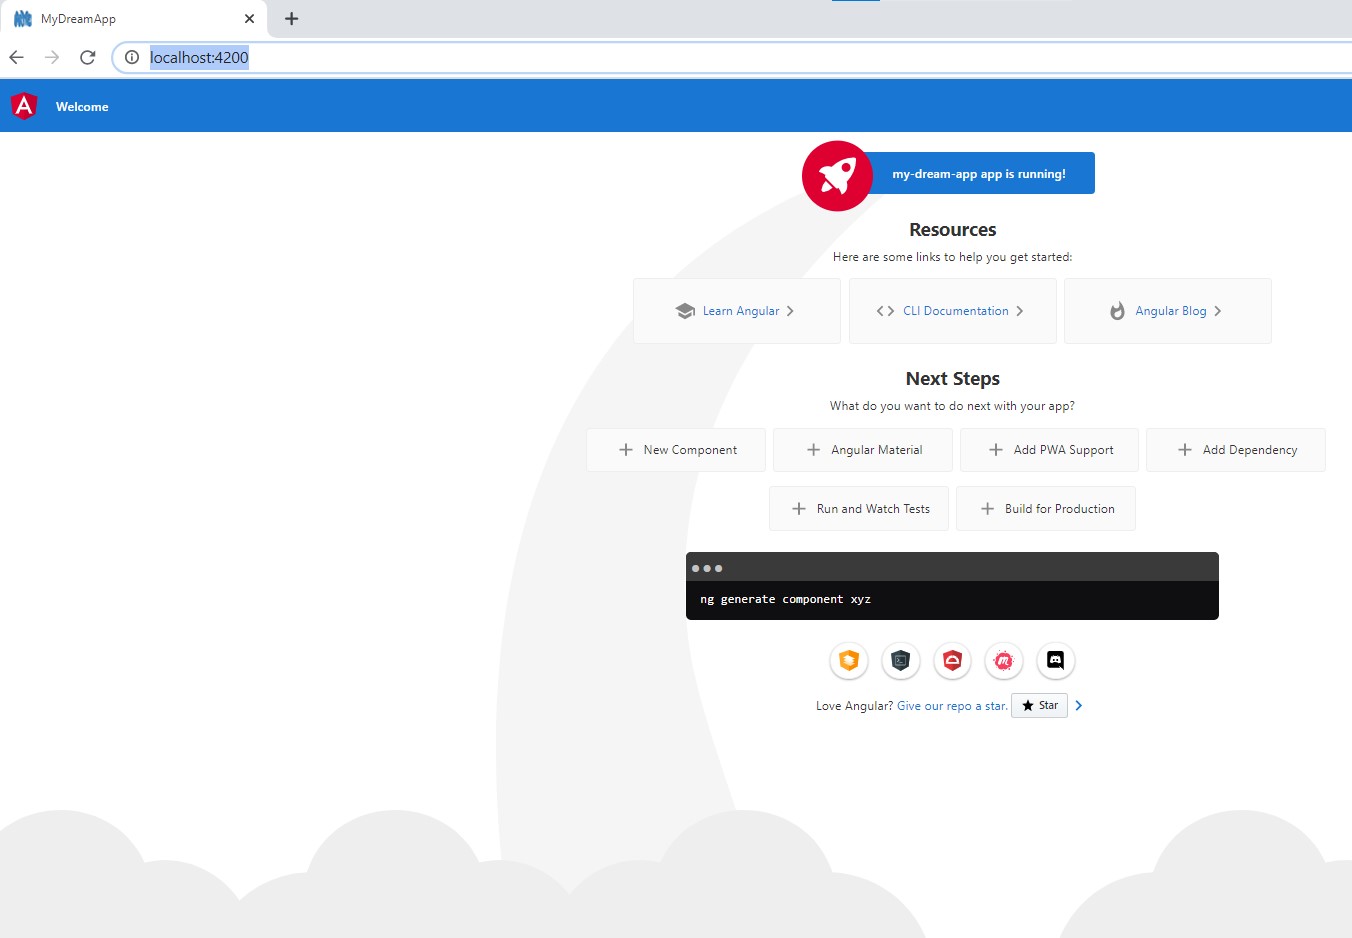 MyDreamApp
localhost:4200
Welcome
my-dream-app app is running!
Resources
Here are some links to help you get started:
Learn Angular
CLI Documentation
Angular Blog
Next Steps
What do you want to do next with your app?
New Component
Angular Material
Add PWA Support
Add Dependency
Run and Watch Tests
Build for Production
ng generate component xyz
Love Angular? Give our repo a star. Star